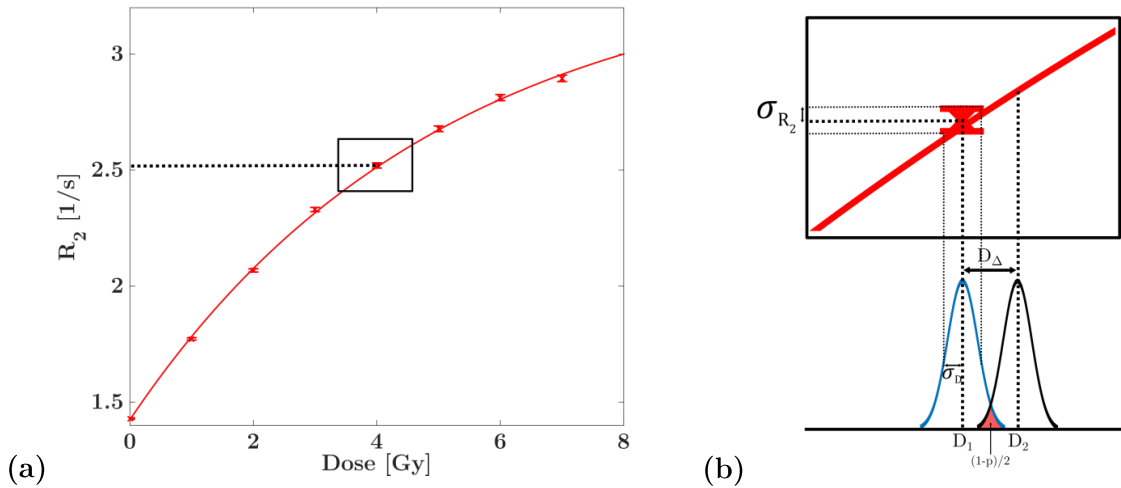 3
2.5
2
1.5
R₂ [1/s]
0 2 4 6 8
Dose [Gy]
(a)
σR₂
DΔ
σD
D₁ D₂
(1-p)/2
(b)